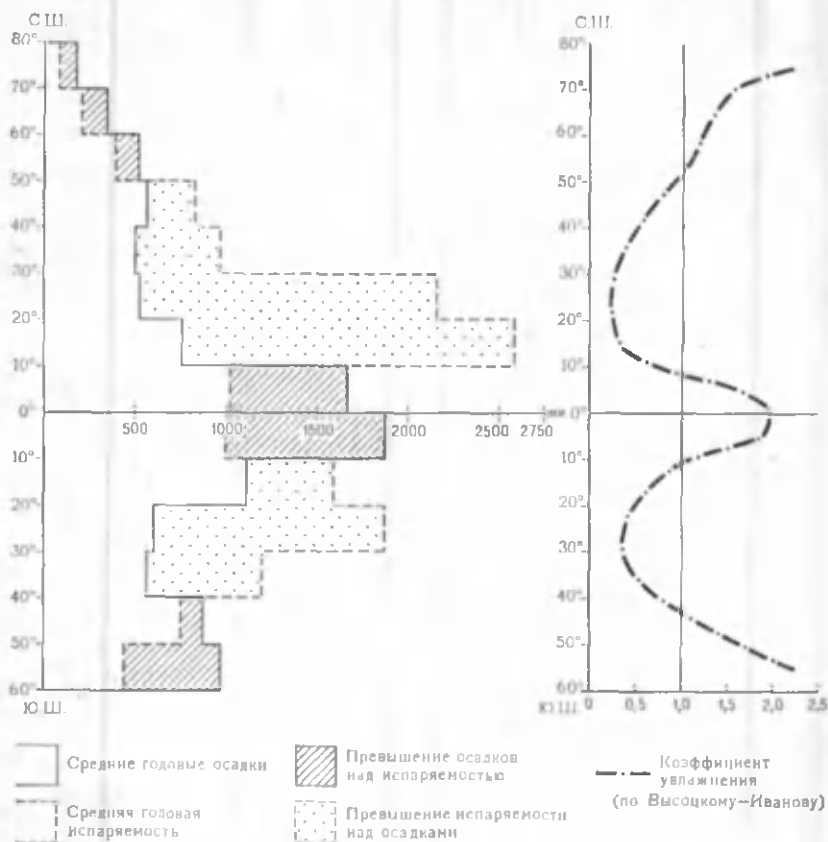 С.Ш.
80°
70°
60°
50°
40°
30°
20°
10°
0°
10°
20°
30°
40°
50°
60°
Ю.Ш.
500 1000 1500 2000 2500 2750
мм
С.Ш.
80°
70°
60°
50°
40°
30°
20°
10°
0°
10°
20°
30°
40°
50°
60°
Ю.Ш.
0 0,5 1,0 1,5 2,0 2,5
Средние годовые осадки
Средняя годовая
испаряемость
Превышение осадков
над испаряемостью
Превышение испаряемости
над осадками
Коэффициент
увлажнения
(по Высоцкому—Иванову)